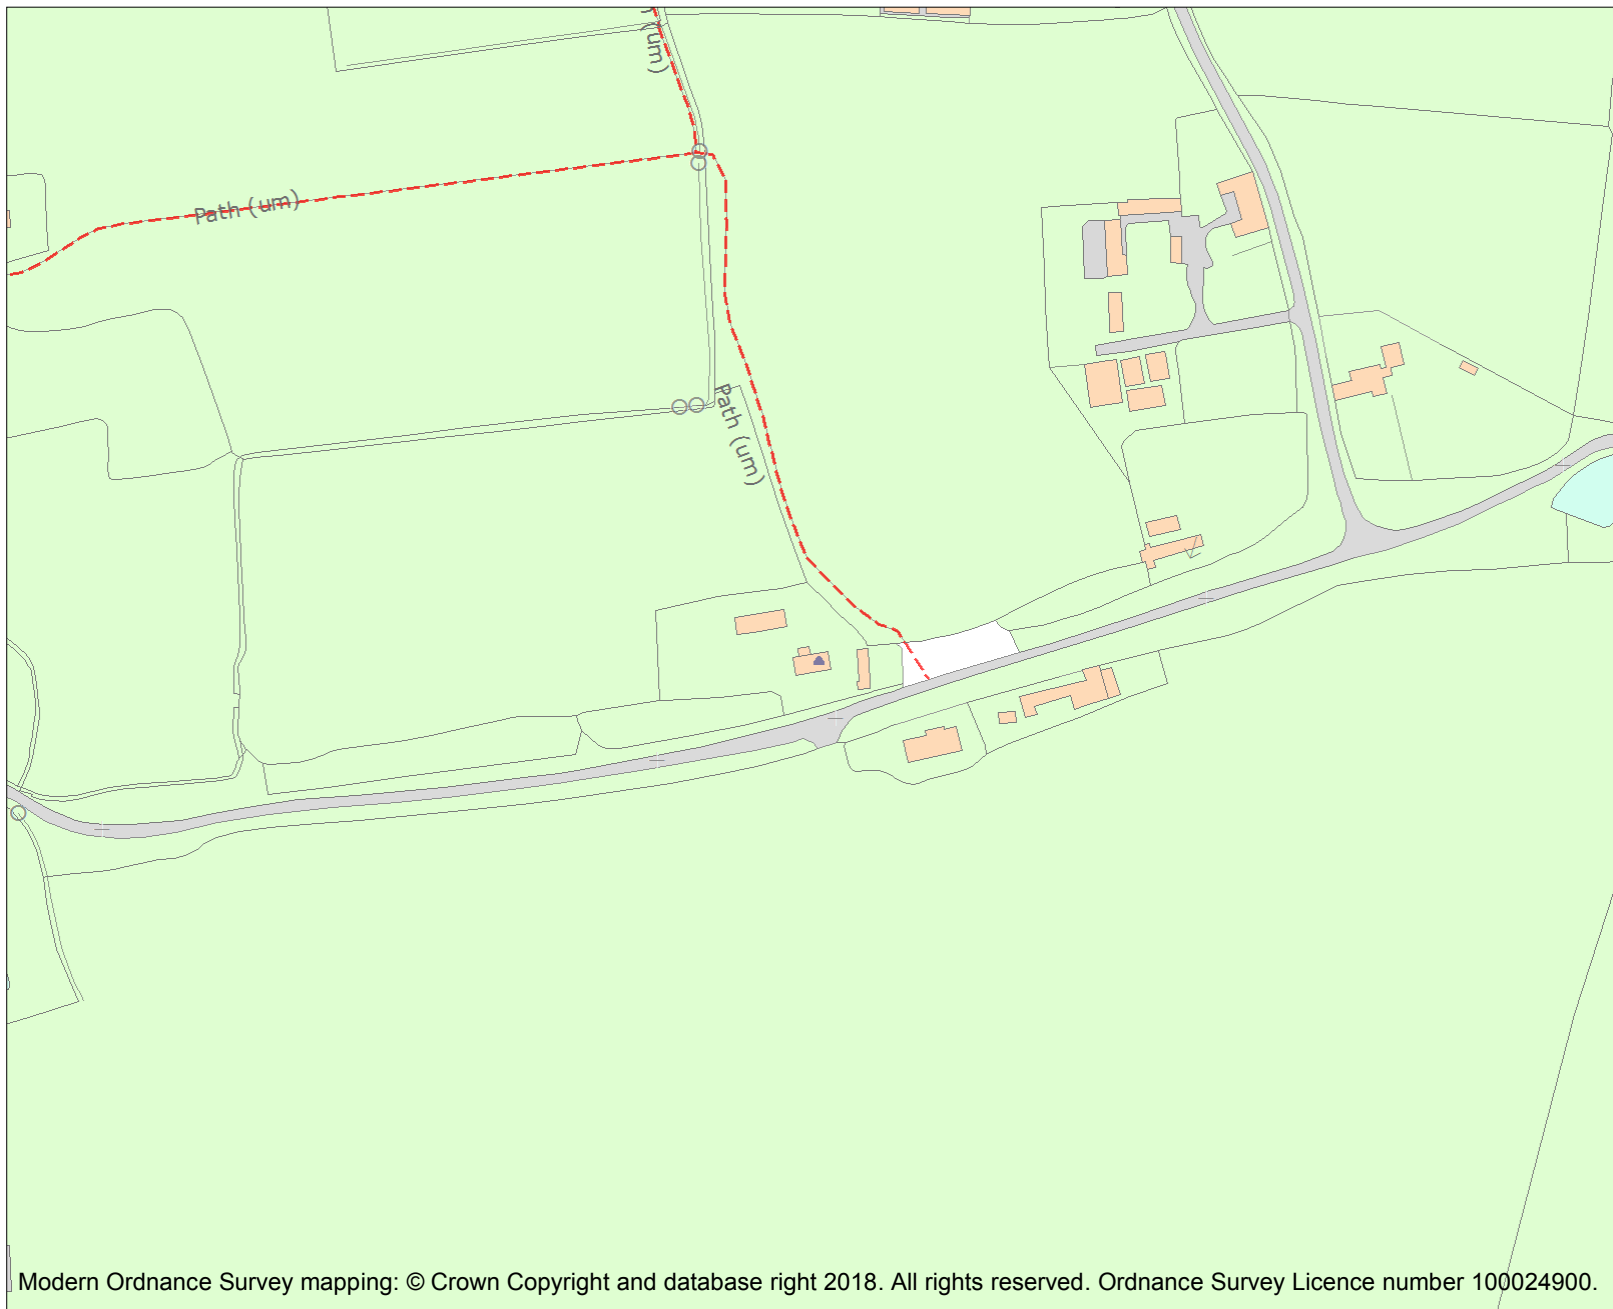 (um)
Path (um)
Path (um)
Modern Ordnance Survey mapping: © Crown Copyright and database right 2018. All rights reserved. Ordnance Survey Licence number 100024900.